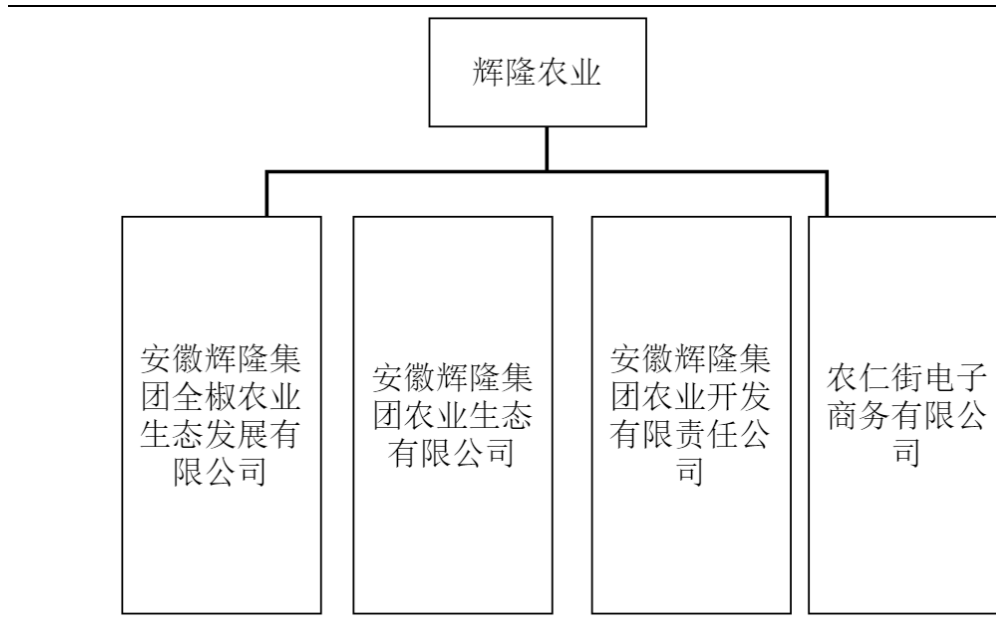 辉隆农业
安徽辉隆集
团全椒农业
生态发展有
限公司
安徽辉隆集
团农业生态
有限公司
安徽辉隆集
团农业开发
有限责任公
司
农仁街电子
商务有限公
司